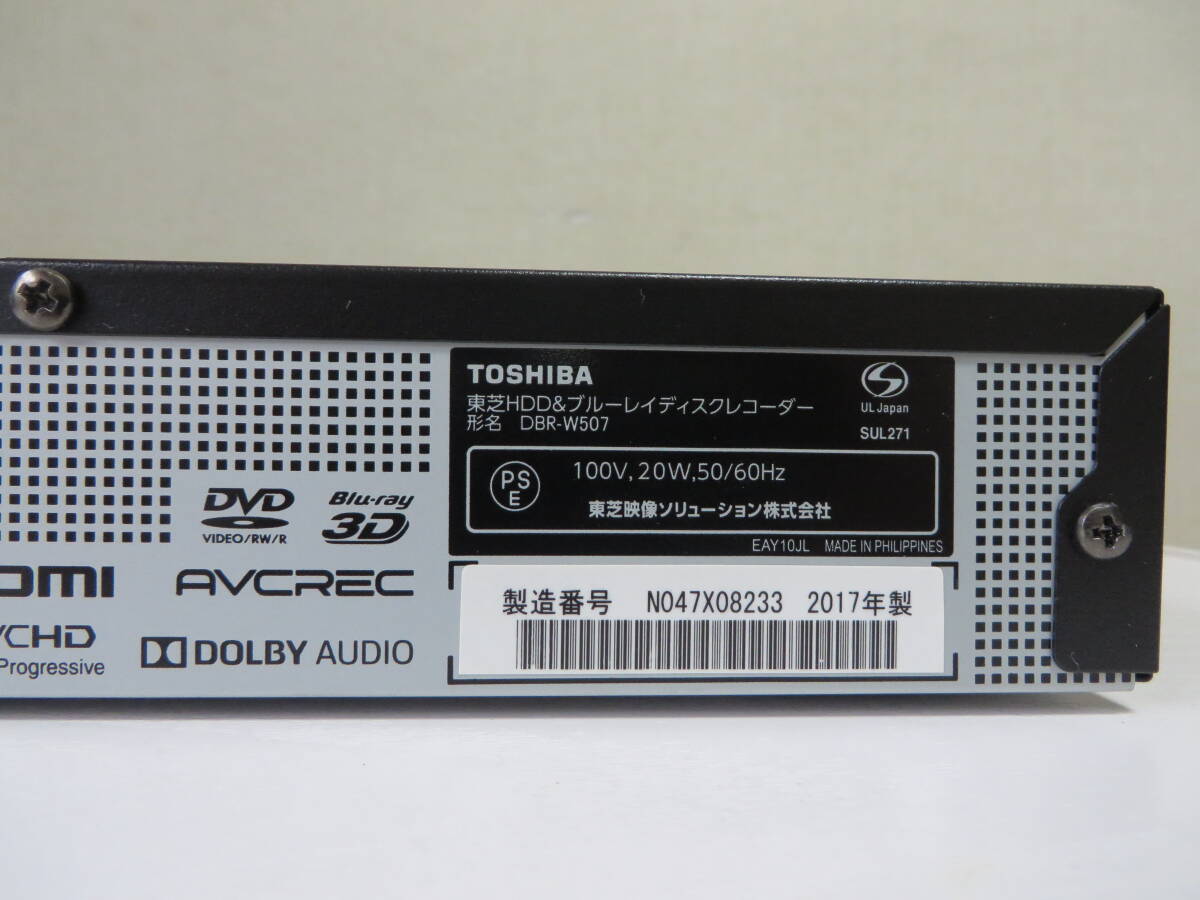 TOSHIBA
東芝HDD&ブルーレイディスクレコーダー
形名 DBR-W507
UL Japan
SUL271
PS
E
100V,20W,50/60Hz
東芝映像ソリューション株式会社
EAY10JL MADE IN PHILIPPINES
DVD
VIDEO/RW/R
Blu-ray
3D
DMI
AVCREC
VCHD
Progressive
DOLBY AUDIO
製造番号 N047X08233 2017年製